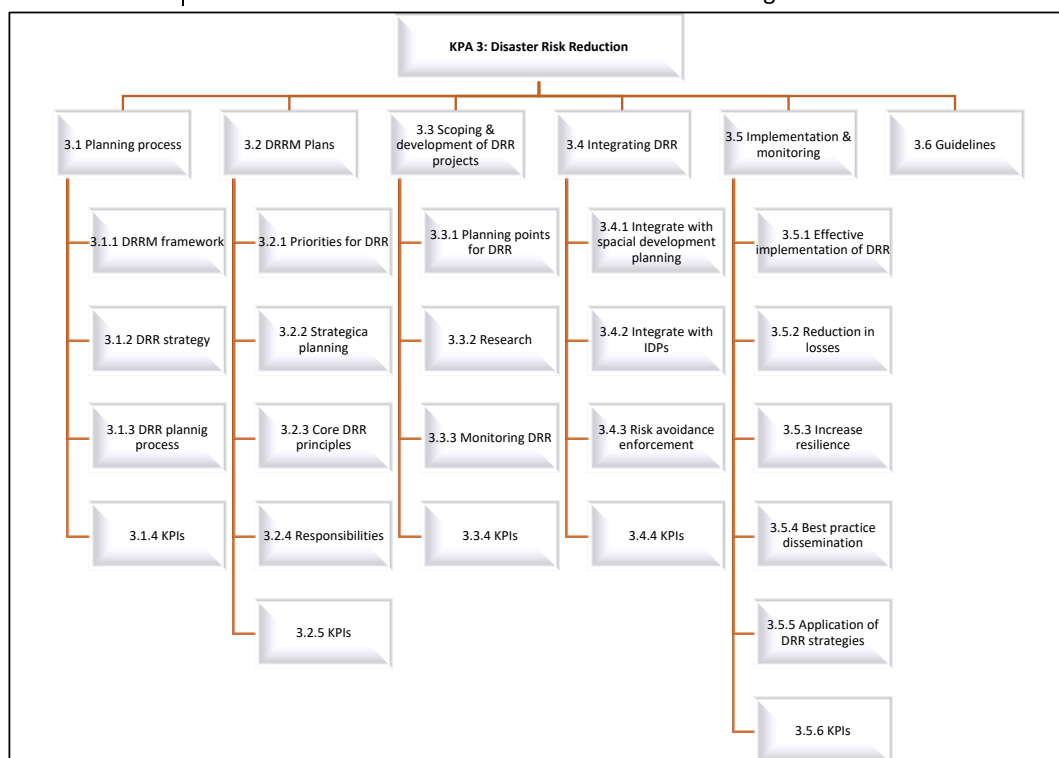 KPA 3: Disaster Risk Reduction
3.1 Planning process
3.2 DRRM Plans
3.3 Scoping &
development of DRR
projects
3.4 Integrating DRR
3.5 Implementation &
monitoring
3.6 Guidelines
3.1.1 DRRM framework
3.1.2 DRR strategy
3.1.3 DRR plannig
process
3.1.4 KPIs
3.2.1 Priorities for DRR
3.2.2 Strategica
planning
3.2.3 Core DRR
principles
3.2.4 Responsibilities
3.2.5 KPIs
3.3.1 Planning points
for DRR
3.3.2 Research
3.3.3 Monitoring DRR
3.3.4 KPIs
3.4.1 Integrate with
spacial development
planning
3.4.2 Integrate with
IDPs
3.4.3 Risk avoidance
enforcement
3.4.4 KPIs
3.5.1 Effective
implementation of DRR
3.5.2 Reduction in
losses
3.5.3 Increase
resilience
3.5.4 Best practice
dissemination
3.5.5 Application of
DRR strategies
3.5.6 KPIs